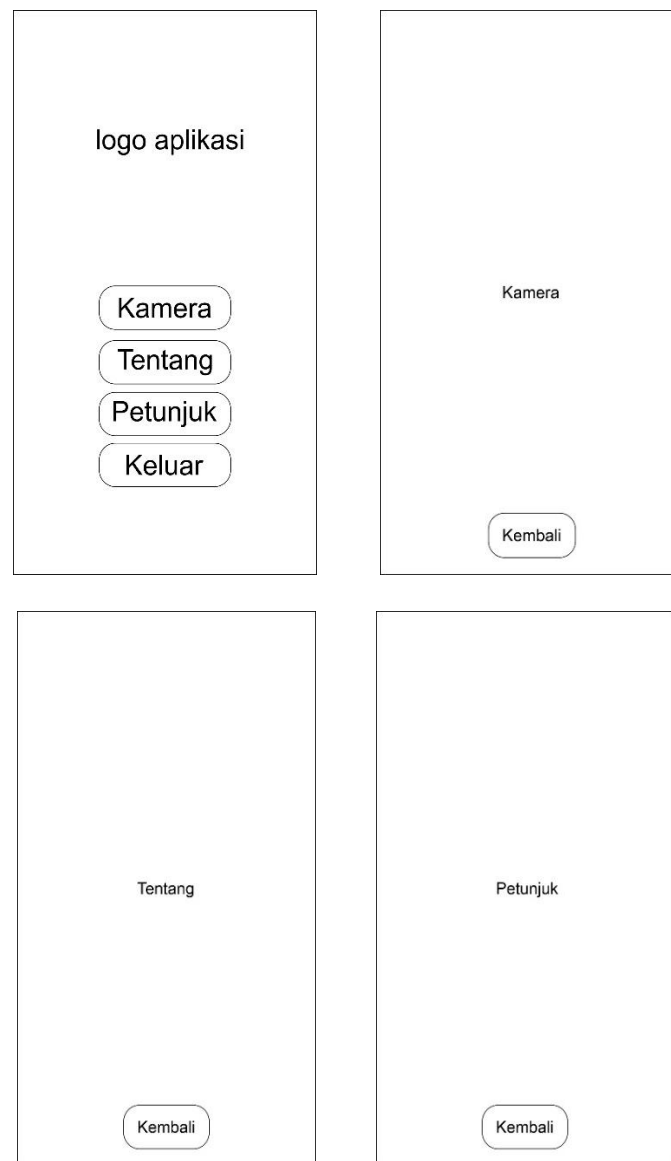 logo aplikasi
Kamera
Tentang
Petunjuk
Keluar
Kamera
Kembali
Tentang
Kembali
Petunjuk
Kembali